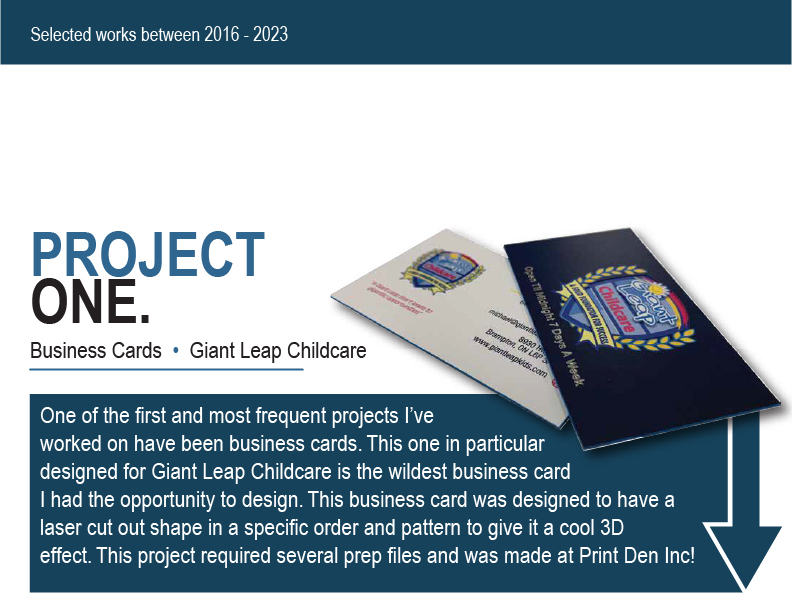 Selected works between 2016 - 2023
PROJECT
ONE.
Business Cards • Giant Leap Childcare
One of the first and most frequent projects I've
worked on have been business cards. This one in particular
designed for Giant Leap Childcare is the wildest business card
I had the opportunity to design. This business card was designed to have a
laser cut out shape in a specific order and pattern to give it a cool 3D
effect. This project required several prep files and was made at Print Den Inc!
Childcare
Brampton, ON L6P
www.giantleapkids.com
Open Til Midnight 7 Days A Week
Giant
Leap
Childcare